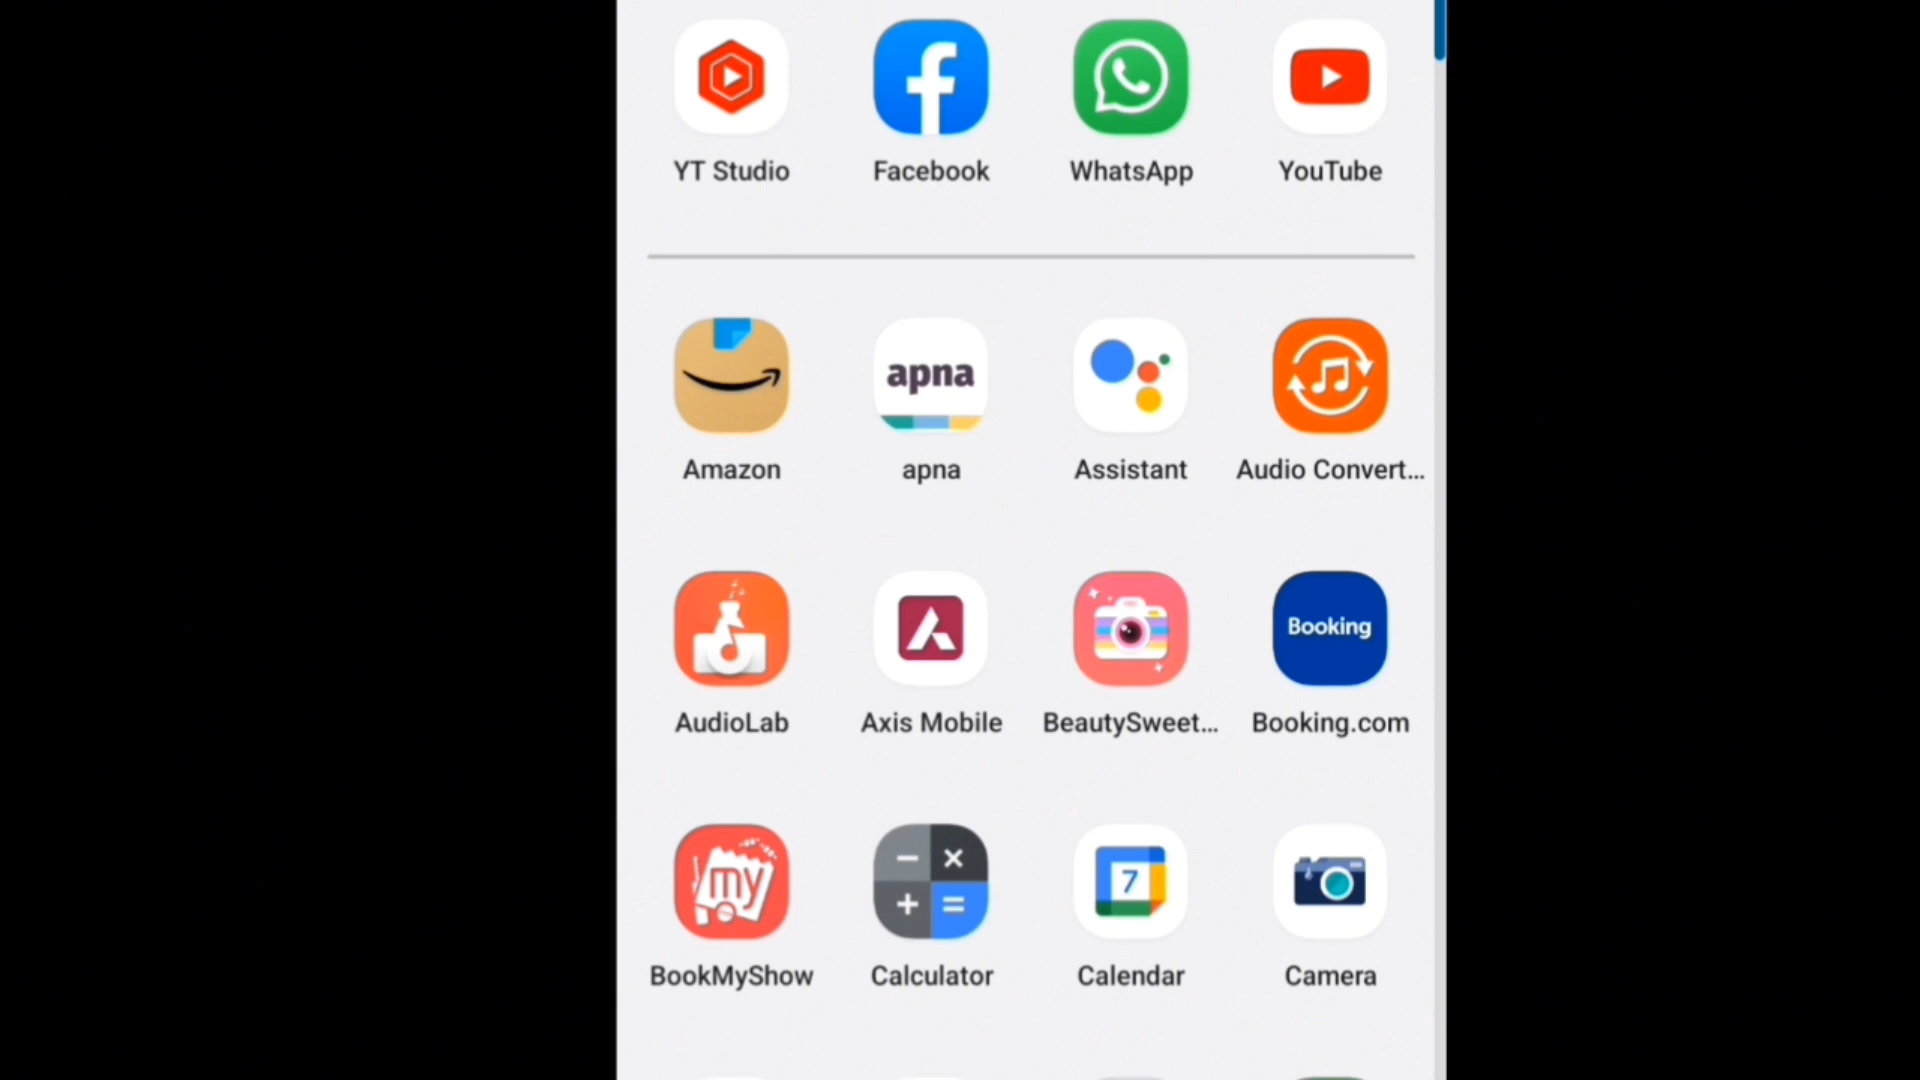 YT Studio Facebook WhatsApp YouTube
apna
Amazon apna Assistant Audio Convert...
Booking
AudioLab Axis Mobile BeautySweet... Booking.com
my
7
BookMyShow Calculator Calendar Camera